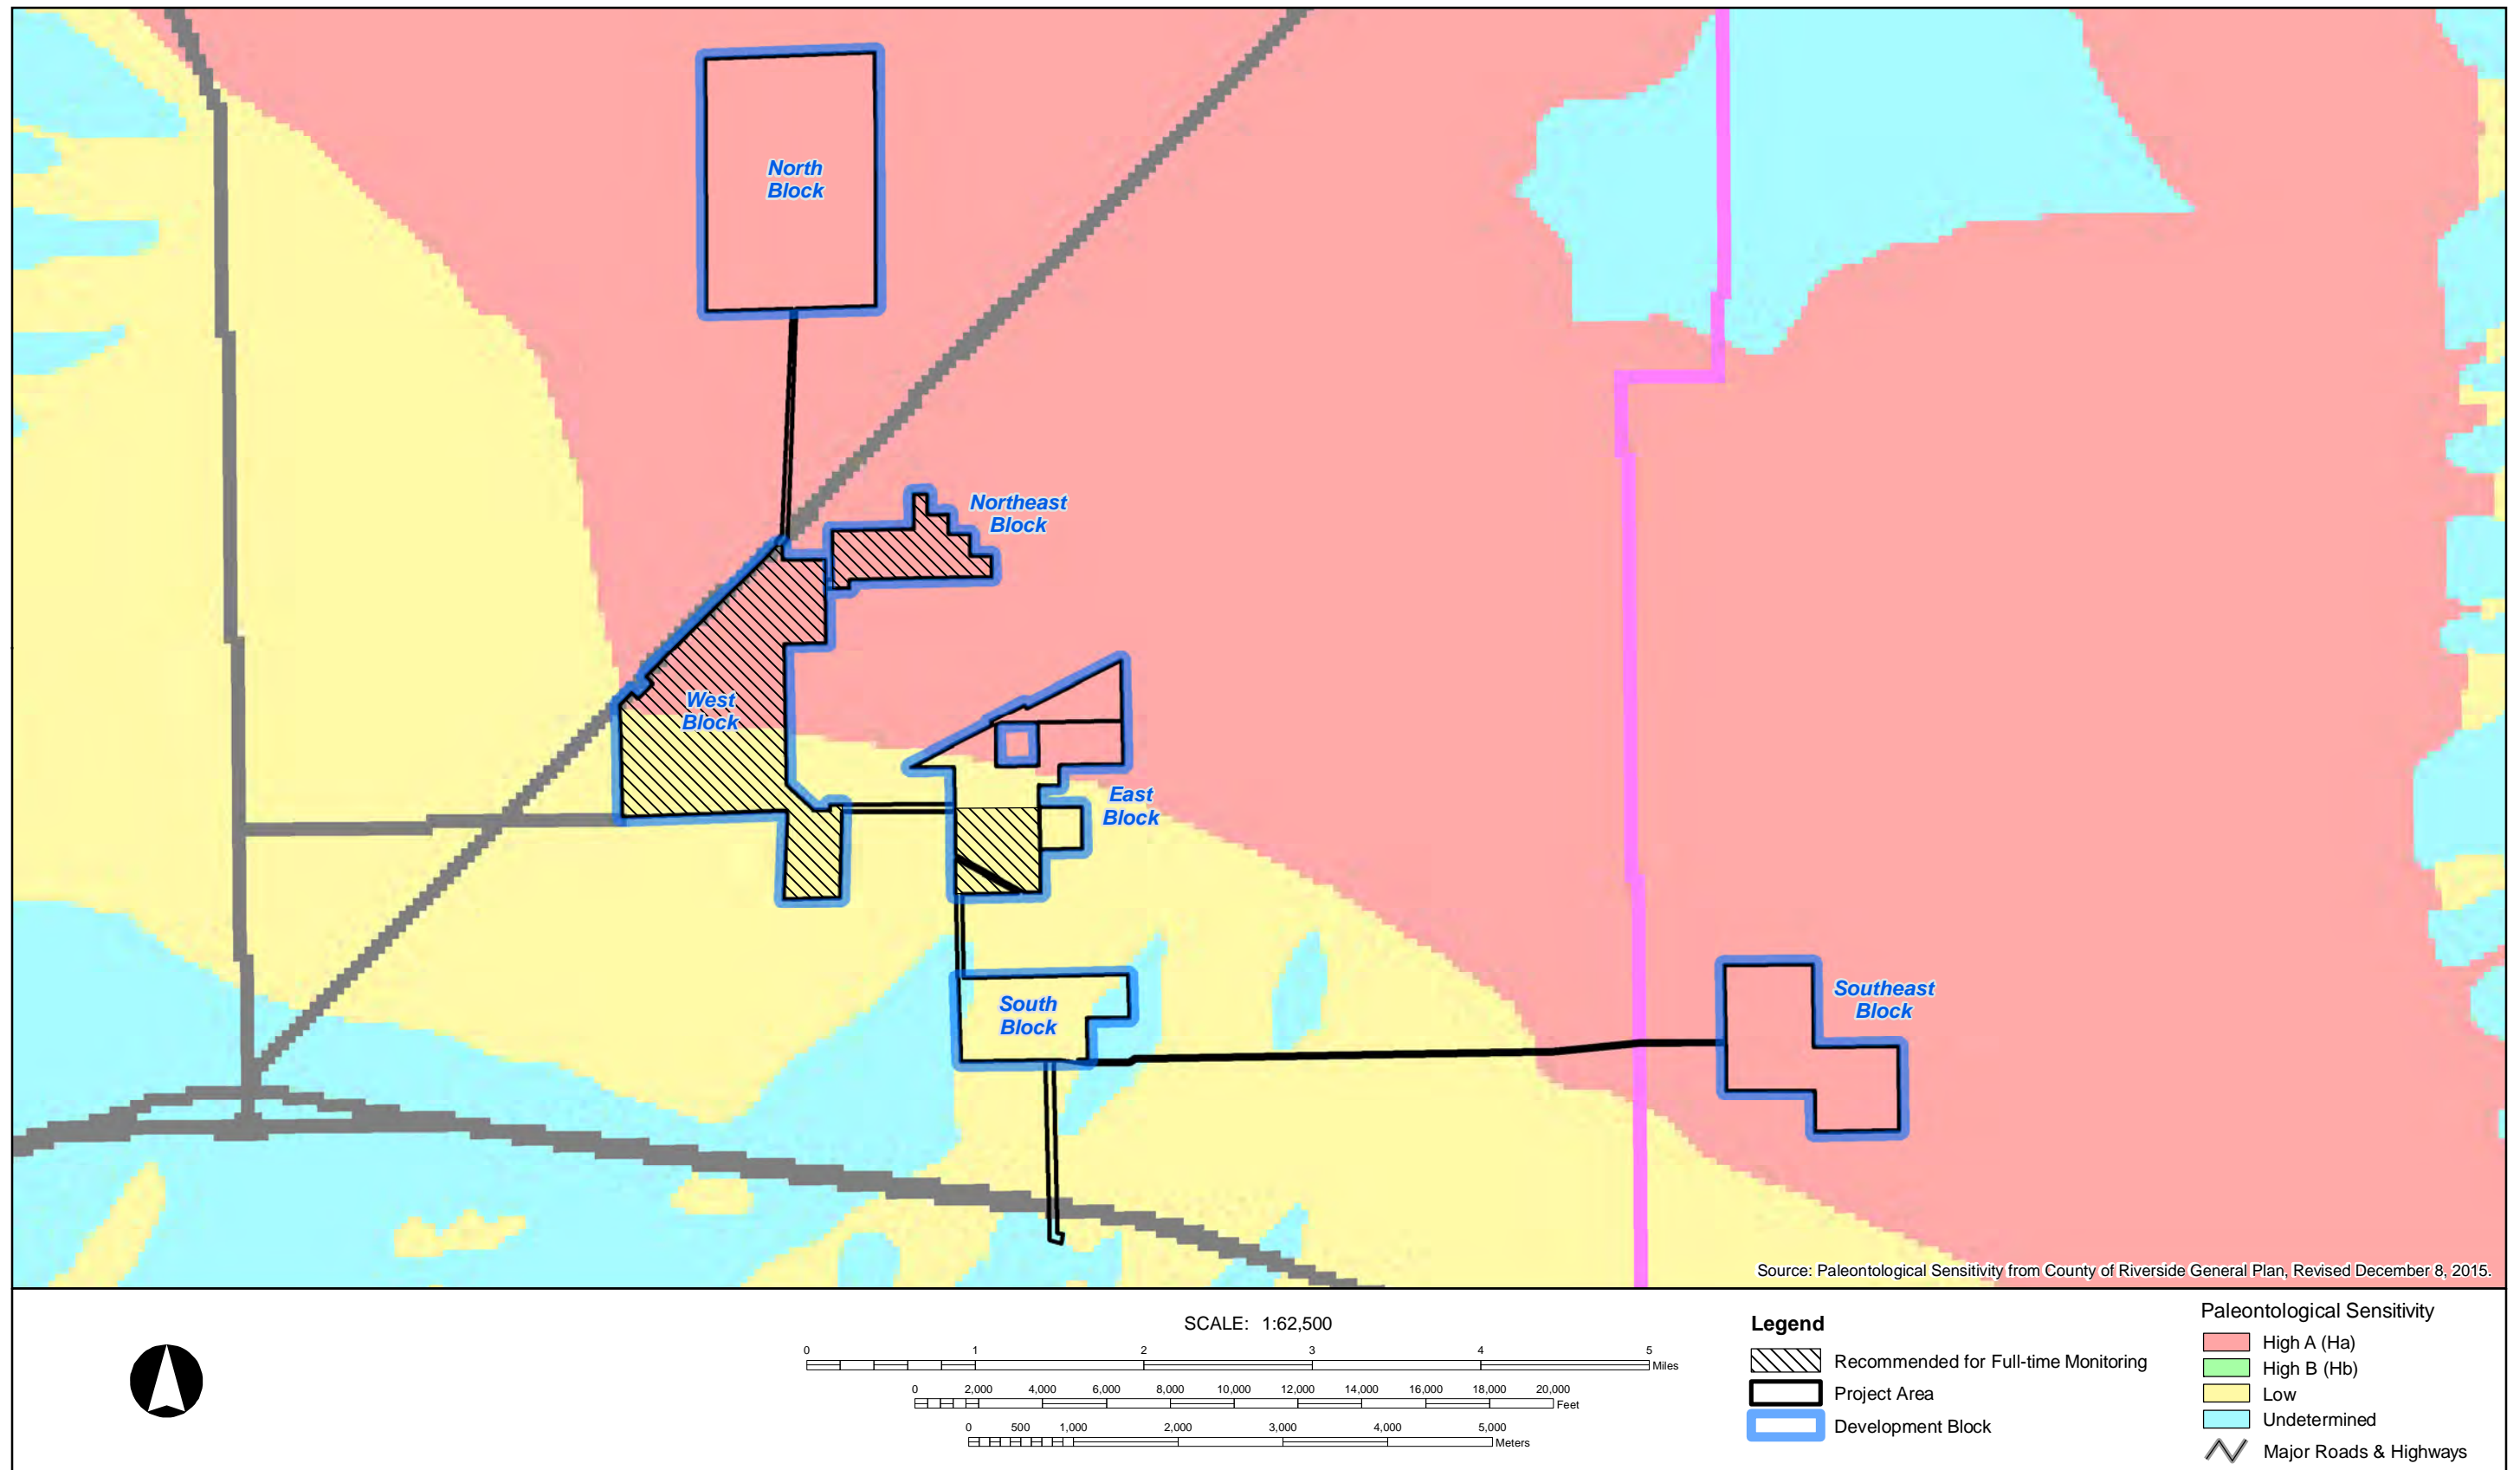 North
Block
Northeast
Block
West
Block
East
Block
South
Block
Southeast
Block
Source: Paleontological Sensitivity from County of Riverside General Plan, Revised December 8, 2015.
SCALE: 1:62,500
0 1 2 3 4 5
Miles
0 2,000 4,000 6,000 8,000 10,000 12,000 14,000 16,000 18,000 20,000
Feet
0 500 1,000 2,000 3,000 4,000 5,000
Meters
Legend
Recommended for Full-time Monitoring
Project Area
Development Block
Paleontological Sensitivity
High A (Ha)
High B (Hb)
Low
Undetermined
Major Roads & Highways